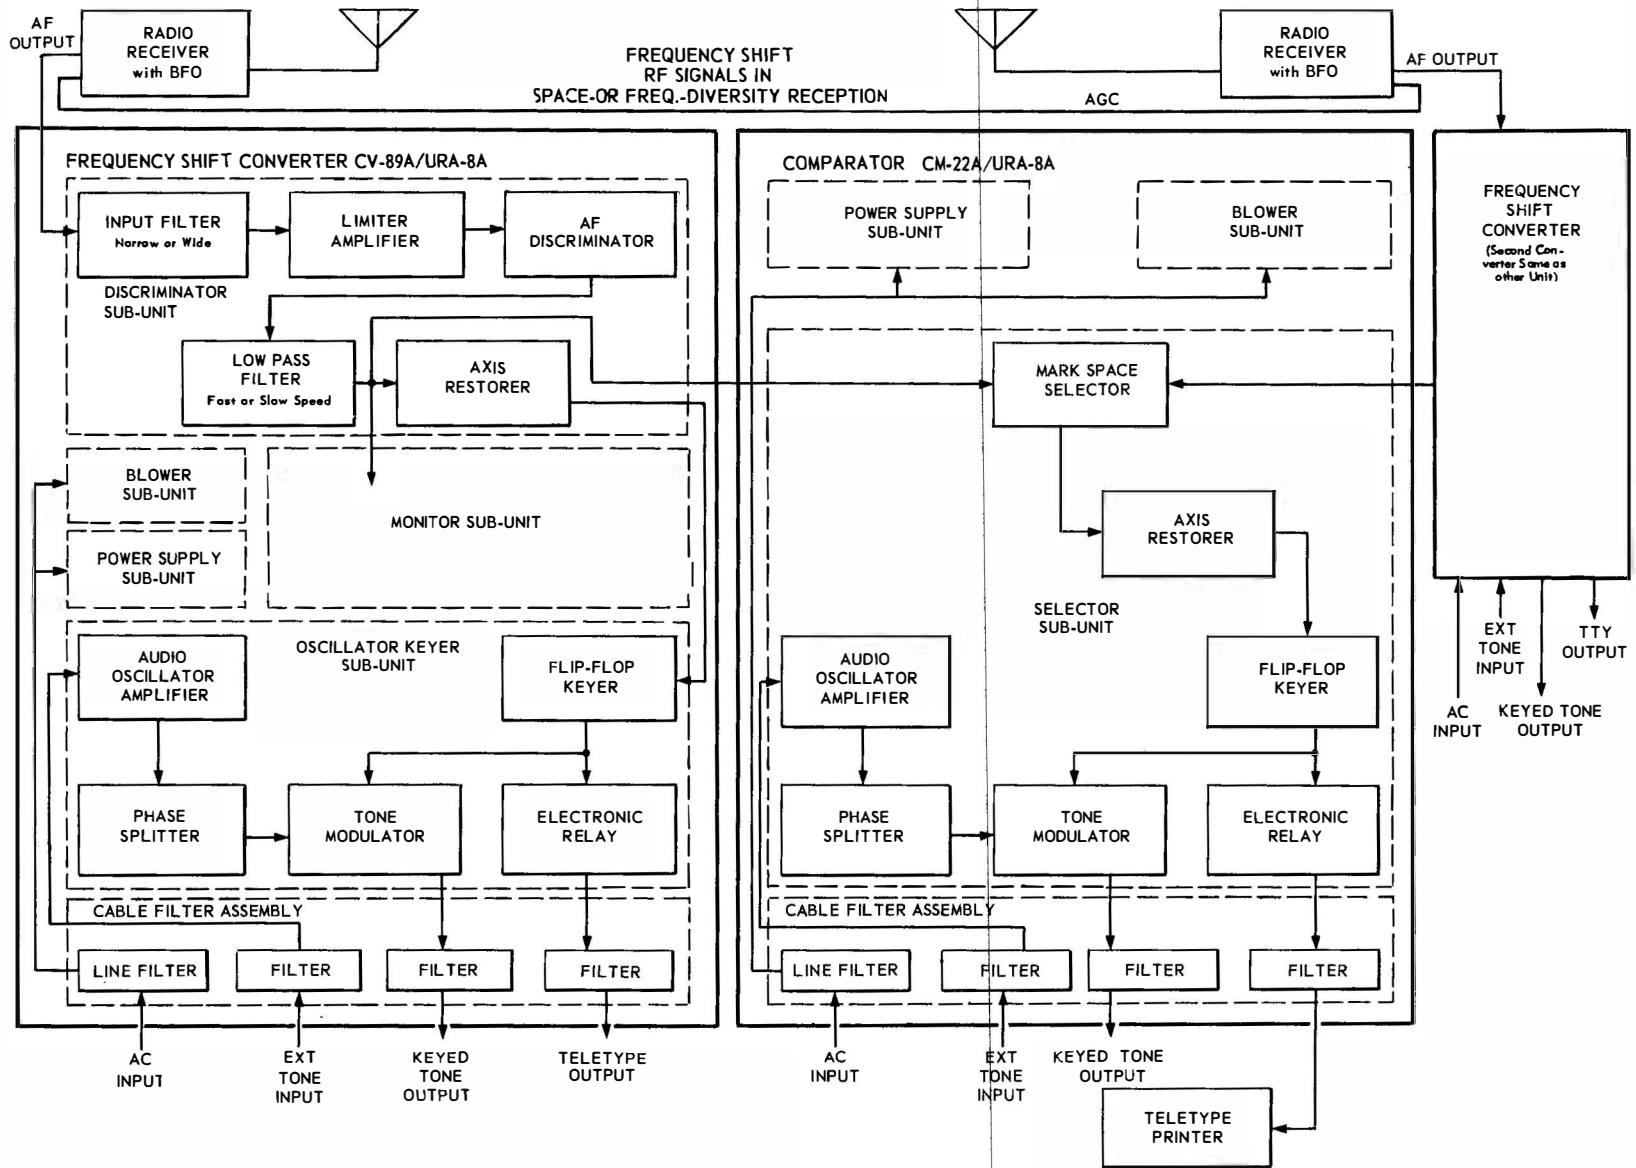 AF
OUTPUT
RADIO
RECEIVER
with BFO
FREQUENCY SHIFT
RF SIGNALS IN
SPACE-OR FREQ.-DIVERSITY RECEPTION
RADIO
RECEIVER
with BFO
AF OUTPUT
AGC
FREQUENCY SHIFT CONVERTER CV-89A/URA-8A
INPUT FILTER
Narrow or Wide
LIMITER
AMPLIFIER
AF
DISCRIMINATOR
DISCRIMINATOR
SUB-UNIT
LOW PASS
FILTER
Fast or Slow Speed
AXIS
RESTORER
BLOWER
SUB-UNIT
POWER SUPPLY
SUB-UNIT
MONITOR SUB-UNIT
OSCILLATOR KEYER
SUB-UNIT
AUDIO
OSCILLATOR
AMPLIFIER
FLIP-FLOP
KEYER
PHASE
SPLITTER
TONE
MODULATOR
ELECTRONIC
RELAY
CABLE FILTER ASSEMBLY
LINE FILTER
FILTER
FILTER
FILTER
AC
INPUT
EXT
TONE
INPUT
KEYED
TONE
OUTPUT
TELETYPE
OUTPUT
COMPARATOR CM-22A/URA-8A
POWER SUPPLY
SUB-UNIT
BLOWER
SUB-UNIT
MARK SPACE
SELECTOR
AXIS
RESTORER
SELECTOR
SUB-UNIT
AUDIO
OSCILLATOR
AMPLIFIER
FLIP-FLOP
KEYER
PHASE
SPLITTER
TONE
MODULATOR
ELECTRONIC
RELAY
CABLE FILTER ASSEMBLY
LINE FILTER
FILTER
FILTER
FILTER
AC
INPUT
EXT
TONE
INPUT
KEYED TONE
OUTPUT
TELETYPE
PRINTER
FREQUENCY
SHIFT
CONVERTER
(Second Con-
verter Same as
other Unit)
AC
INPUT
EXT
TONE
INPUT
KEYED TONE
OUTPUT
TTY
OUTPUT